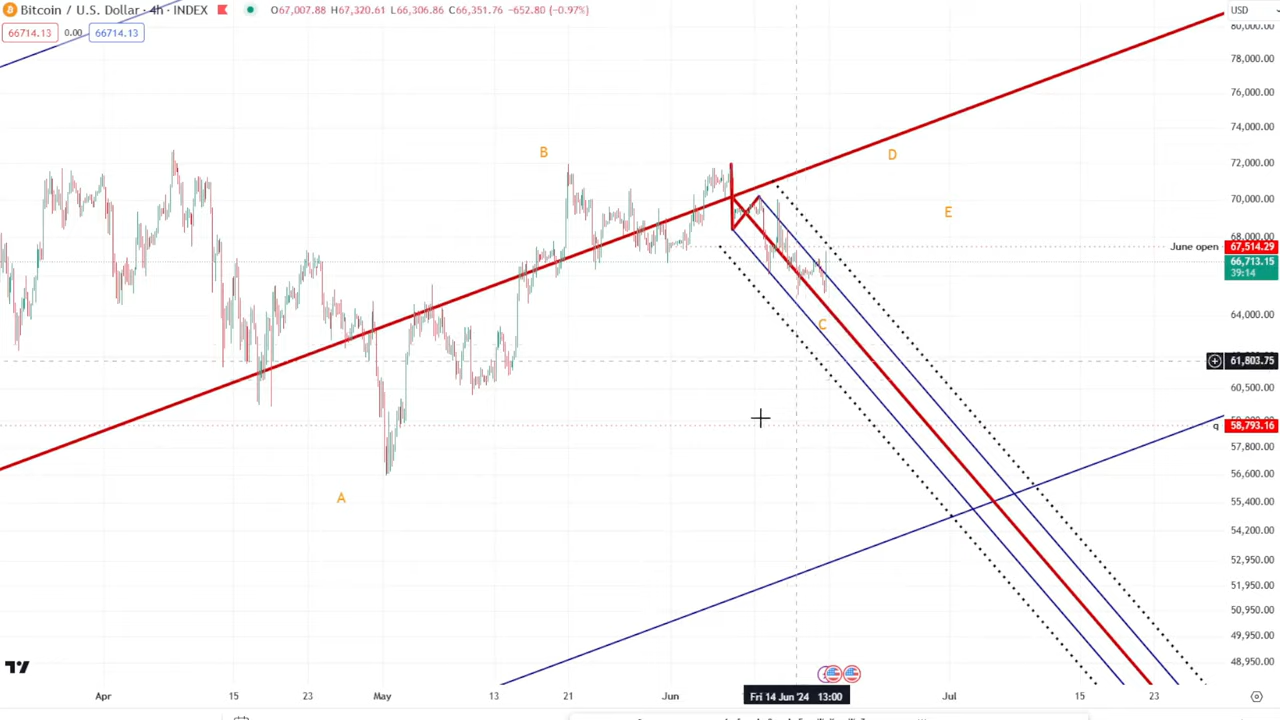 Bitcoin / U.S. Dollar · 4h · INDEX O67,007.88 H67,320.61 L66,306.86 C66,351.76 −652.80 (−0.97%) USD
66714.13 0.00 66714.13
80,000.00
78,000.00
76,000.00
74,000.00
B
D
72,000.00
70,000.00
E
68,000.00
June open 67,514.29
66,713.15
39:14
64,000.00
C
61,803.75
60,500.00
q 58,793.16
57,800.00
56,600.00
A
55,400.00
54,200.00
52,950.00
51,950.00
50,950.00
49,950.00
48,950.00
Apr 15 23 May 13 21 Jun Fri 14 Jun '24 13:00 Jul 15 23